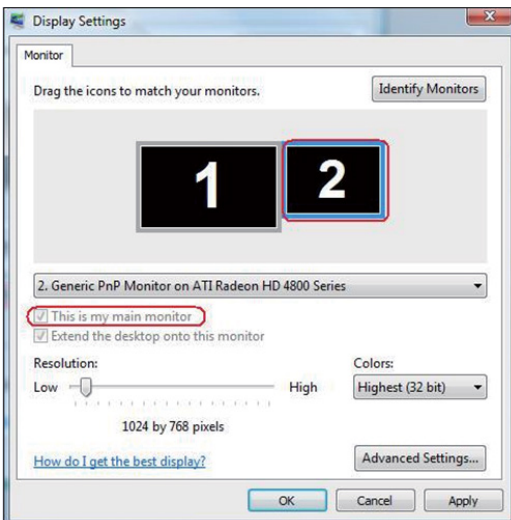 Display Settings
Monitor
Drag the icons to match your monitors.
Identify Monitors
1 2
2. Generic PnP Monitor on ATI Radeon HD 4800 Series
This is my main monitor
Extend the desktop onto this monitor
Resolution:
Colors:
Low
High
Highest (32 bit)
1024 by 768 pixels
How do I get the best display?
Advanced Settings...
OK
Cancel
Apply